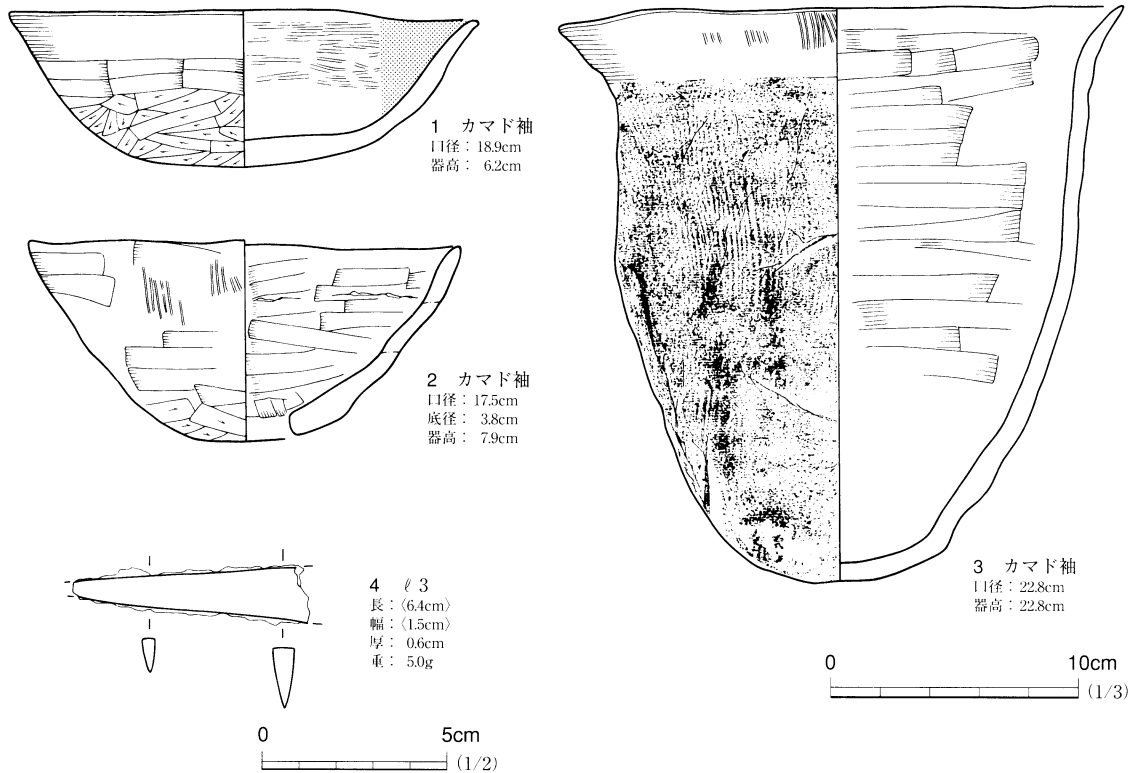 1 カマド袖
口径：18.9cm
器高： 6.2cm
2 カマド袖
口径：17.5cm
底径： 3.8cm
器高： 7.9cm
3 カマド袖
口径：22.8cm
器高：22.8cm
4 ℓ 3
長：〈6.4cm〉
幅：〈1.5cm〉
厚： 0.6cm
重： 5.0g
0 10cm
(1/3)
0 5cm
(1/2)